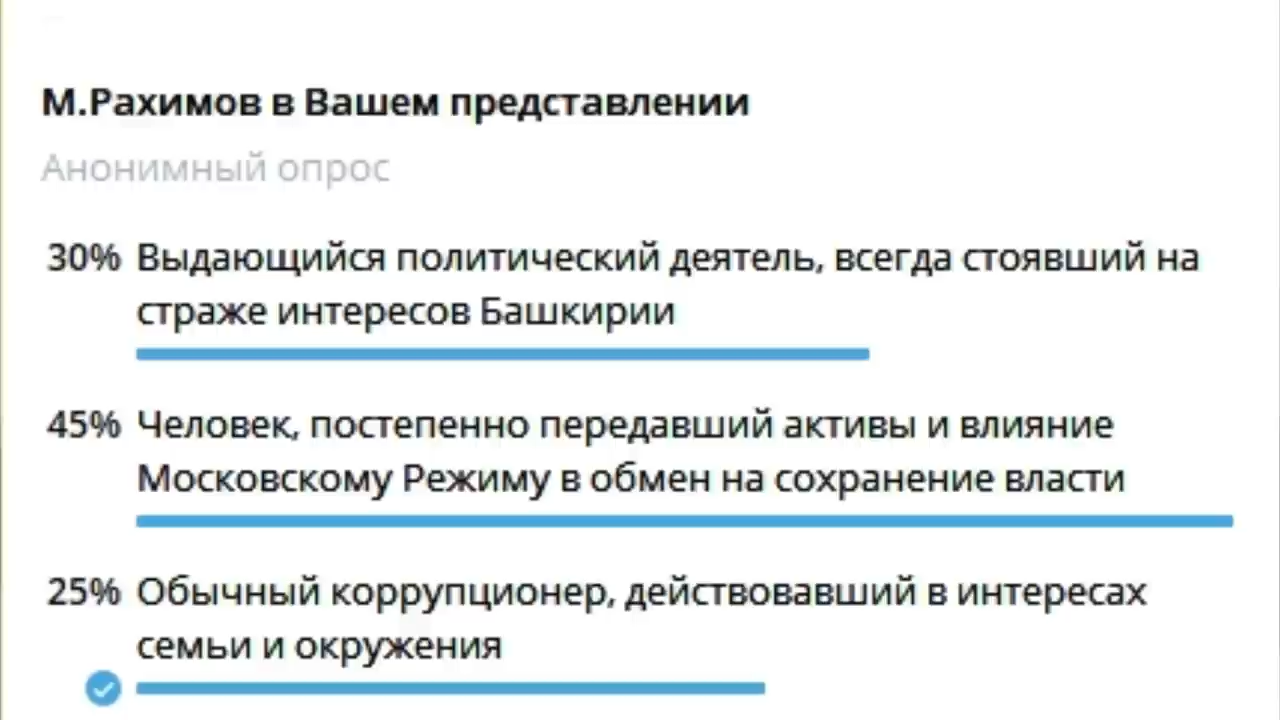 М.Рахимов в Вашем представлении
Анонимный опрос
30% Выдающийся политический деятель, всегда стоявший на
страже интересов Башкирии
45% Человек, постепенно передавший активы и влияние
Московскому Режиму в обмен на сохранение власти
25% Обычный коррупционер, действовавший в интересах
семьи и окружения